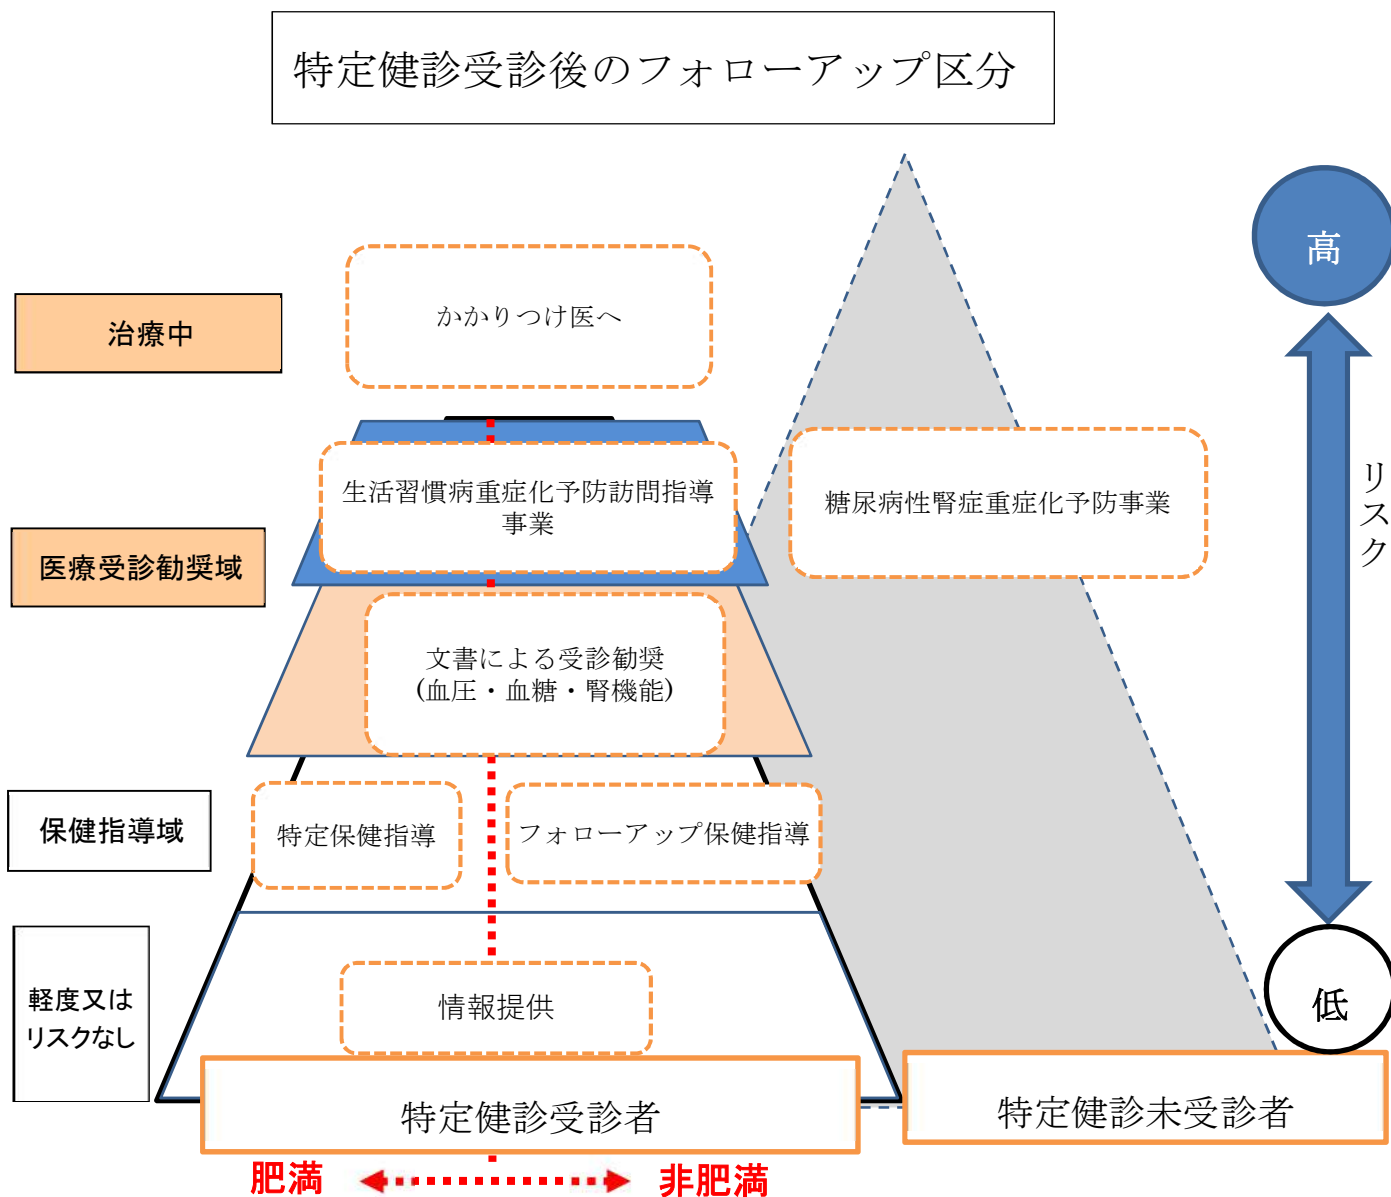 特定健診受診後のフォローアップ区分
高
かかりつけ医へ
治療中
生活習慣病重症化予防訪問指導
事業
糖尿病性腎症重症化予防事業
リスク
医療受診勧奨域
文書による受診勧奨
(血圧・血糖・腎機能)
保健指導域
特定保健指導
フォローアップ保健指導
軽度又は
リスクなし
情報提供
低
特定健診受診者
特定健診未受診者
肥満
非肥満